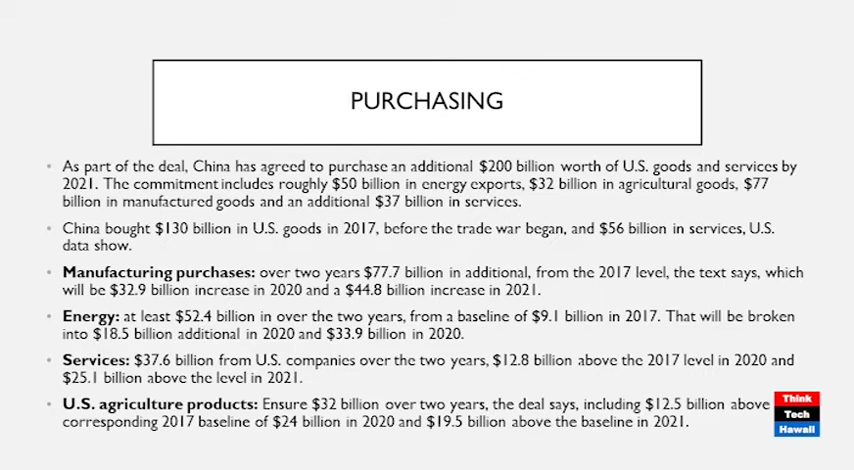 PURCHASING
• As part of the deal, China has agreed to purchase an additional $200 billion worth of U.S. goods and services by
2021. The commitment includes roughly $50 billion in energy exports, $32 billion in agricultural goods, $77
billion in manufactured goods and an additional $37 billion in services.
• China bought $130 billion in U.S. goods in 2017, before the trade war began, and $56 billion in services, U.S.
data show.
• Manufacturing purchases: over two years $77.7 billion in additional, from the 2017 level, the text says, which
will be $32.9 billion increase in 2020 and a $44.8 billion increase in 2021.
• Energy: at least $52.4 billion in over the two years, from a baseline of $9.1 billion in 2017. That will be broken
into $18.5 billion additional in 2020 and $33.9 billion in 2020.
• Services: $37.6 billion from U.S. companies over the two years, $12.8 billion above the 2017 level in 2020 and
$25.1 billion above the level in 2021.
• U.S. agriculture products: Ensure $32 billion over two years, the deal says, including $12.5 billion above
corresponding 2017 baseline of $24 billion in 2020 and $19.5 billion above the baseline in 2021.
Think
Tech
Hawaii